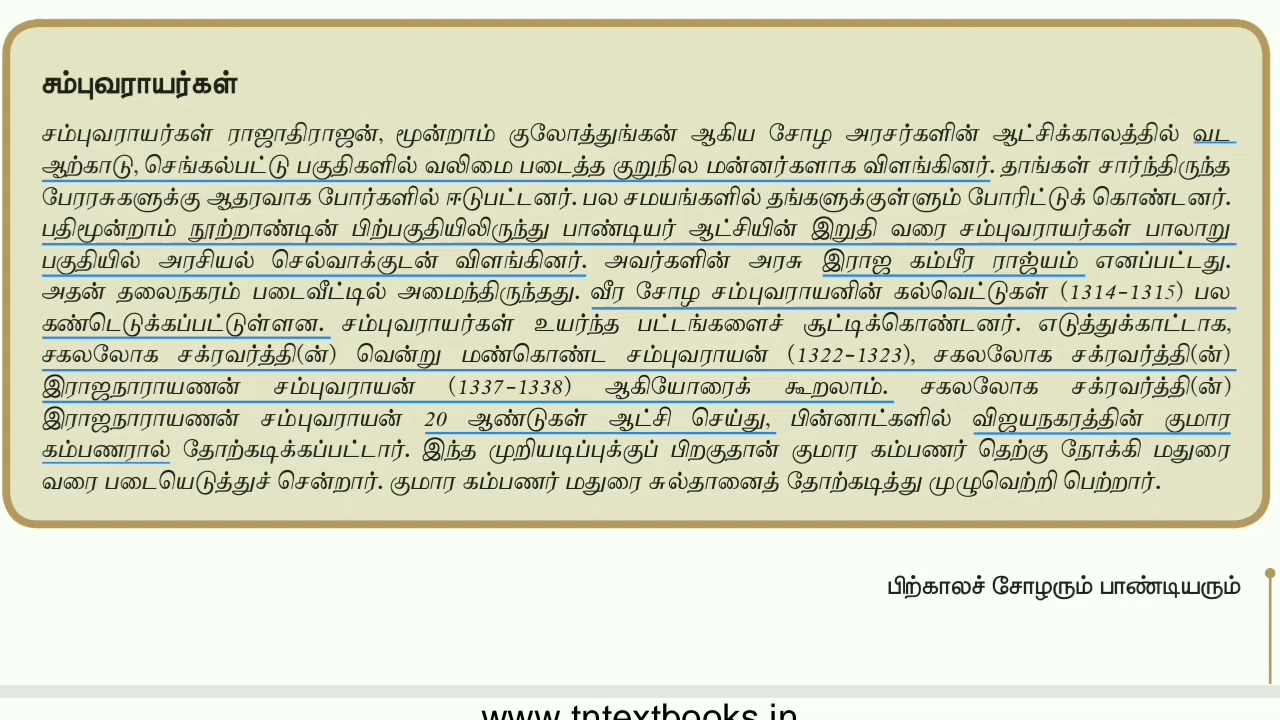 சம்புவராயர்கள்
சம்புவராயர்கள் ராஜாதிராஜன், மூன்றாம் குலோத்துங்கன் ஆகிய சோழ அரசர்களின் ஆட்சிக்காலத்தில் வட
ஆற்காடு, செங்கல்பட்டு பகுதிகளில் வலிமை படைத்த குறுநில மன்னர்களாக விளங்கினர். தாங்கள் சார்ந்திருந்த
பேரரசுகளுக்கு ஆதரவாக போர்களில் ஈடுபட்டனர். பல சமயங்களில் தங்களுக்குள்ளும் போரிட்டுக் கொண்டனர்.
பதிமூன்றாம் நூற்றாண்டின் பிற்பகுதியிலிருந்து பாண்டியர் ஆட்சியின் இறுதி வரை சம்புவராயர்கள் பாலாறு
பகுதியில் அரசியல் செல்வாக்குடன் விளங்கினர். அவர்களின் அரசு இராஜ கம்பீர ராஜ்யம் எனப்பட்டது.
அதன் தலைநகரம் படைவீட்டில் அமைந்திருந்தது. வீர சோழ சம்புவராயனின் கல்வெட்டுகள் (1314-1315) பல
கண்டெடுக்கப்பட்டுள்ளன. சம்புவராயர்கள் உயர்ந்த பட்டங்களைச் சூட்டிக்கொண்டனர். எடுத்துக்காட்டாக,
சகலலோக சக்ரவர்த்தி(ன்) வென்று மண்கொண்ட சம்புவராயன் (1322-1323), சகலலோக சக்ரவர்த்தி(ன்)
இராஜநாராயணன் சம்புவராயன் (1337-1338) ஆகியோரைக் கூறலாம். சகலலோக சக்ரவர்த்தி(ன்)
இராஜநாராயணன் சம்புவராயன் 20 ஆண்டுகள் ஆட்சி செய்து, பின்னாட்களில் விஜயநகரத்தின் குமார
கம்பணரால் தோற்கடிக்கப்பட்டார். இந்த முறியடிப்புக்குப் பிறகுதான் குமார கம்பணர் தெற்கு நோக்கி மதுரை
வரை படையெடுத்துச் சென்றார். குமார கம்பணர் மதுரை சுல்தானைத் தோற்கடித்து முழுவெற்றி பெற்றார்.
பிற்காலச் சோழரும் பாண்டியரும்
www.tntextbooks.in